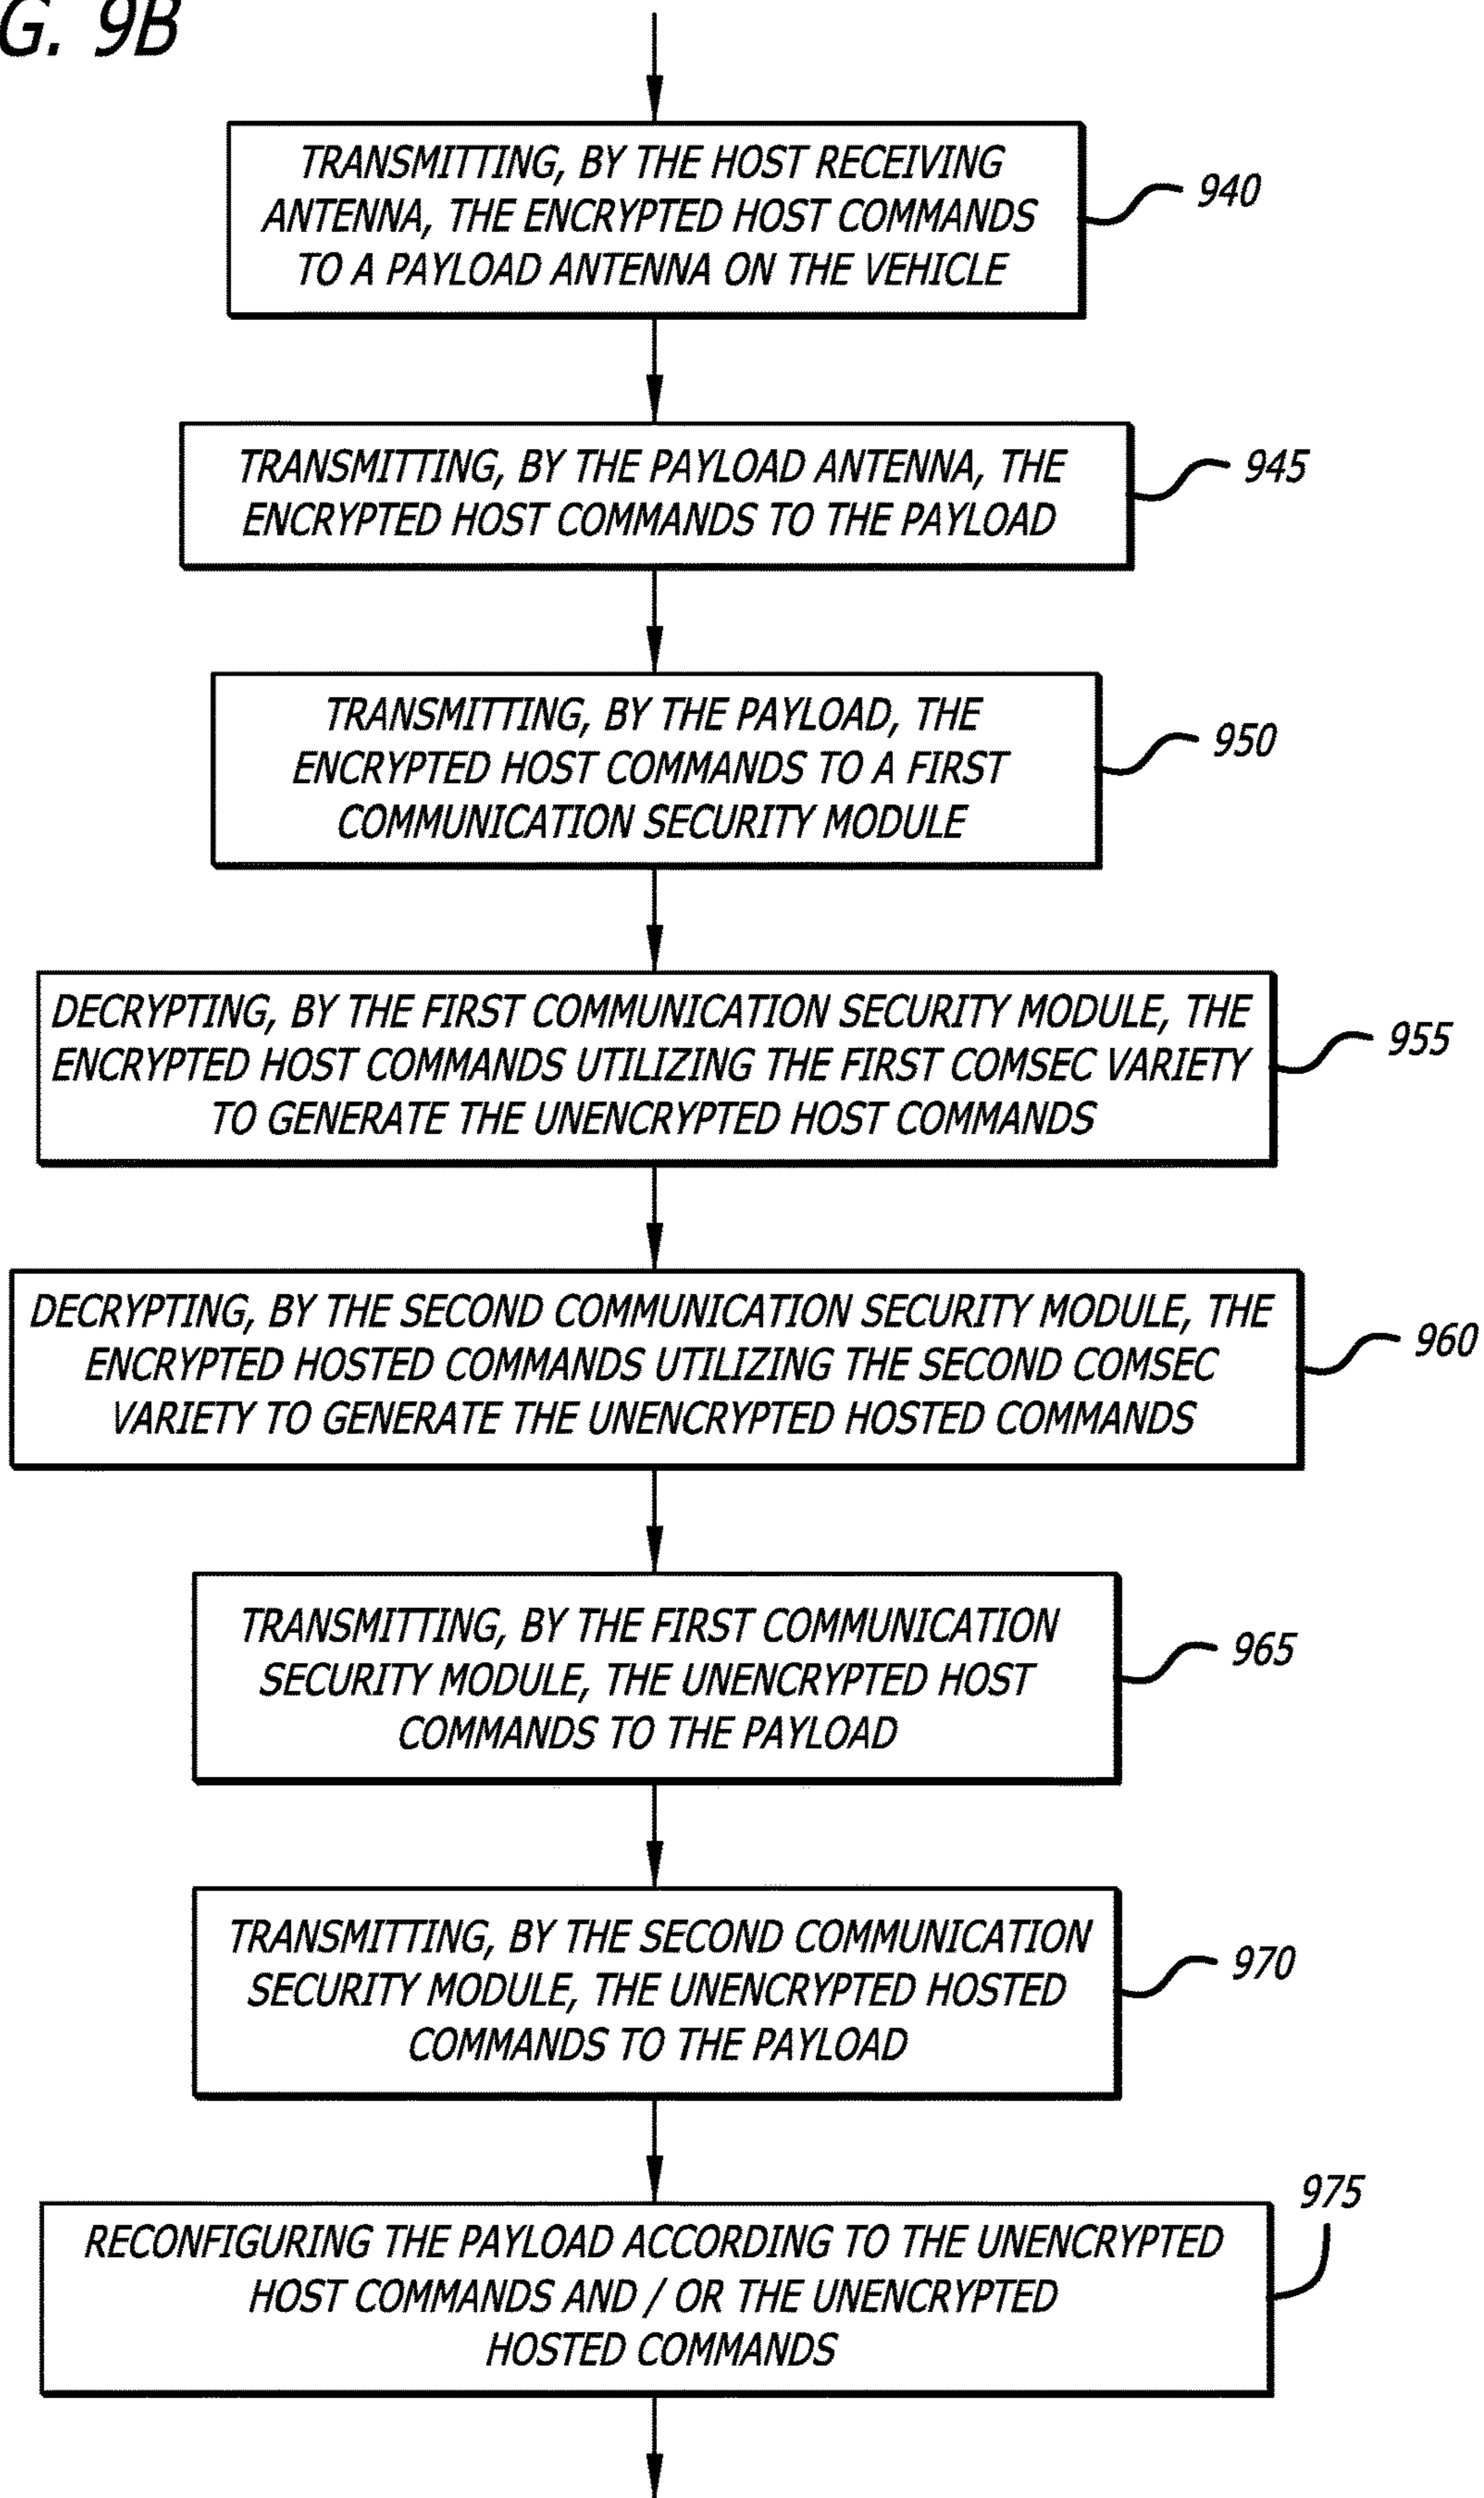 G. 9B
TRANSMITTING, BY THE HOST RECEIVING
ANTENNA, THE ENCRYPTED HOST COMMANDS
TO A PAYLOAD ANTENNA ON THE VEHICLE
940
TRANSMITTING, BY THE PAYLOAD ANTENNA, THE
ENCRYPTED HOST COMMANDS TO THE PAYLOAD
945
TRANSMITTING, BY THE PAYLOAD, THE
ENCRYPTED HOST COMMANDS TO A FIRST
COMMUNICATION SECURITY MODULE
950
DECRYPTING, BY THE FIRST COMMUNICATION SECURITY MODULE, THE
ENCRYPTED HOST COMMANDS UTILIZING THE FIRST COMSEC VARIETY
TO GENERATE THE UNENCRYPTED HOST COMMANDS
955
DECRYPTING, BY THE SECOND COMMUNICATION SECURITY MODULE, THE
ENCRYPTED HOSTED COMMANDS UTILIZING THE SECOND COMSEC
VARIETY TO GENERATE THE UNENCRYPTED HOSTED COMMANDS
960
TRANSMITTING, BY THE FIRST COMMUNICATION
SECURITY MODULE, THE UNENCRYPTED HOST
COMMANDS TO THE PAYLOAD
965
TRANSMITTING, BY THE SECOND COMMUNICATION
SECURITY MODULE, THE UNENCRYPTED HOSTED
COMMANDS TO THE PAYLOAD
970
975
RECONFIGURING THE PAYLOAD ACCORDING TO THE UNENCRYPTED
HOST COMMANDS AND / OR THE UNENCRYPTED
HOSTED COMMANDS